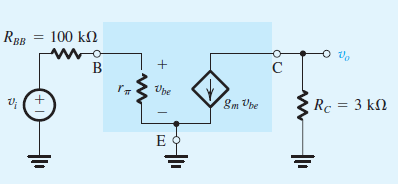 R_BB = 100 kΩ
B
C
v_o
r_π
+
v_be
−
g_m v_be
v_i
+
−
R_C = 3 kΩ
E